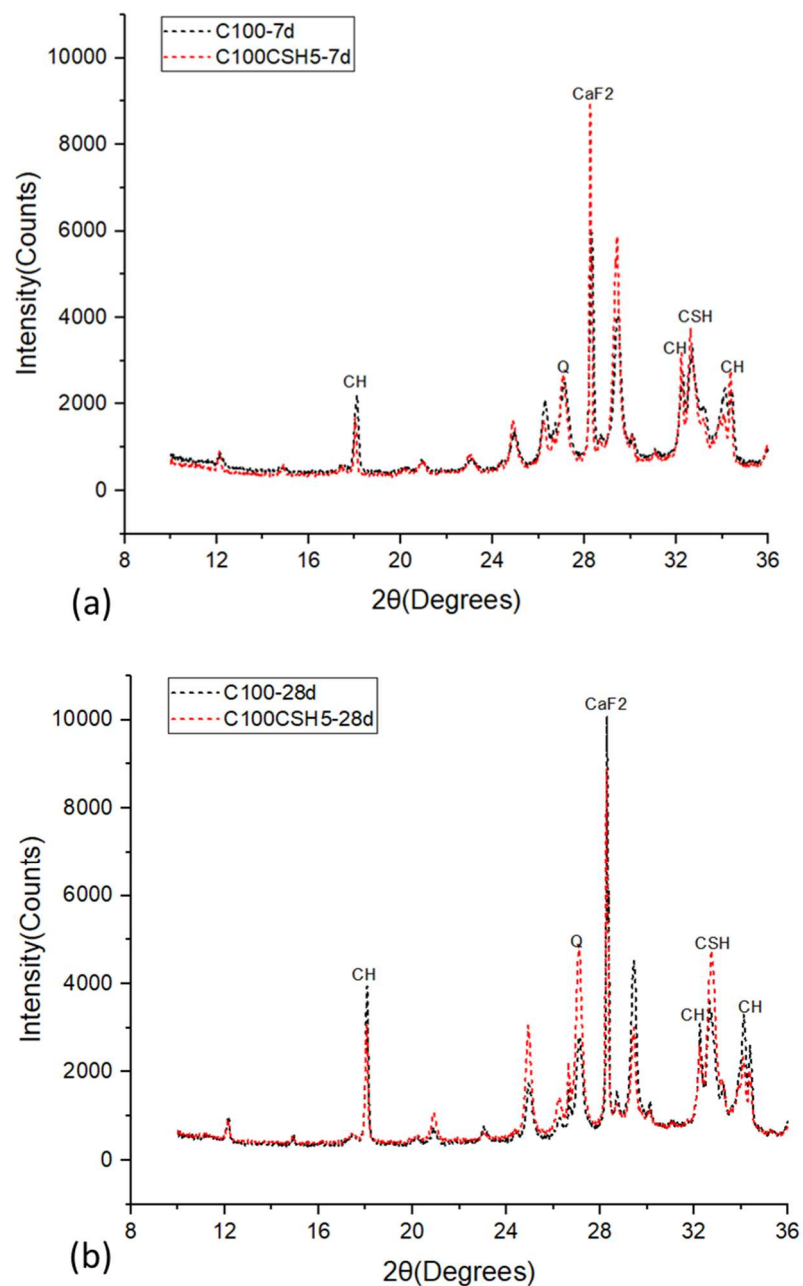 C100-7d
C100CSH5-7d
10000
8000
6000
4000
2000
0
Intensity(Counts)
CaF2
CSH
CH
CH
Q
CH
8 12 16 20 24 28 32 36
2θ(Degrees)
(a)
C100-28d
C100CSH5-28d
10000
8000
6000
4000
2000
0
Intensity(Counts)
CaF2
Q
CSH
CH
CH
CH
8 12 16 20 24 28 32 36
2θ(Degrees)
(b)